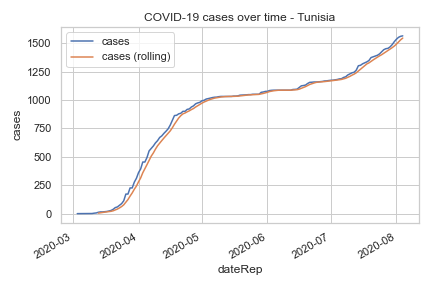 COVID-19 cases over time - Tunisia
cases
cases (rolling)
1500
1250
1000
750
500
250
0
cases
2020-03
2020-04
2020-05
2020-06
2020-07
2020-08
dateRep